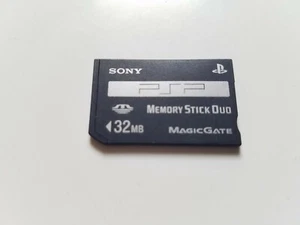 SONY
PSP
MEMORY STICK DUO
32MB
MAGICGATE